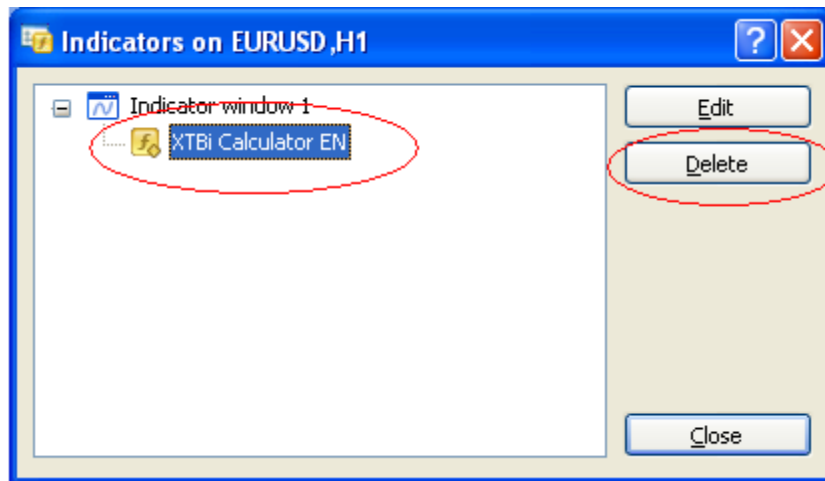 Indicators on EURUSD,H1
Indicator window 1
XTBi Calculator EN
Edit
Delete
Close